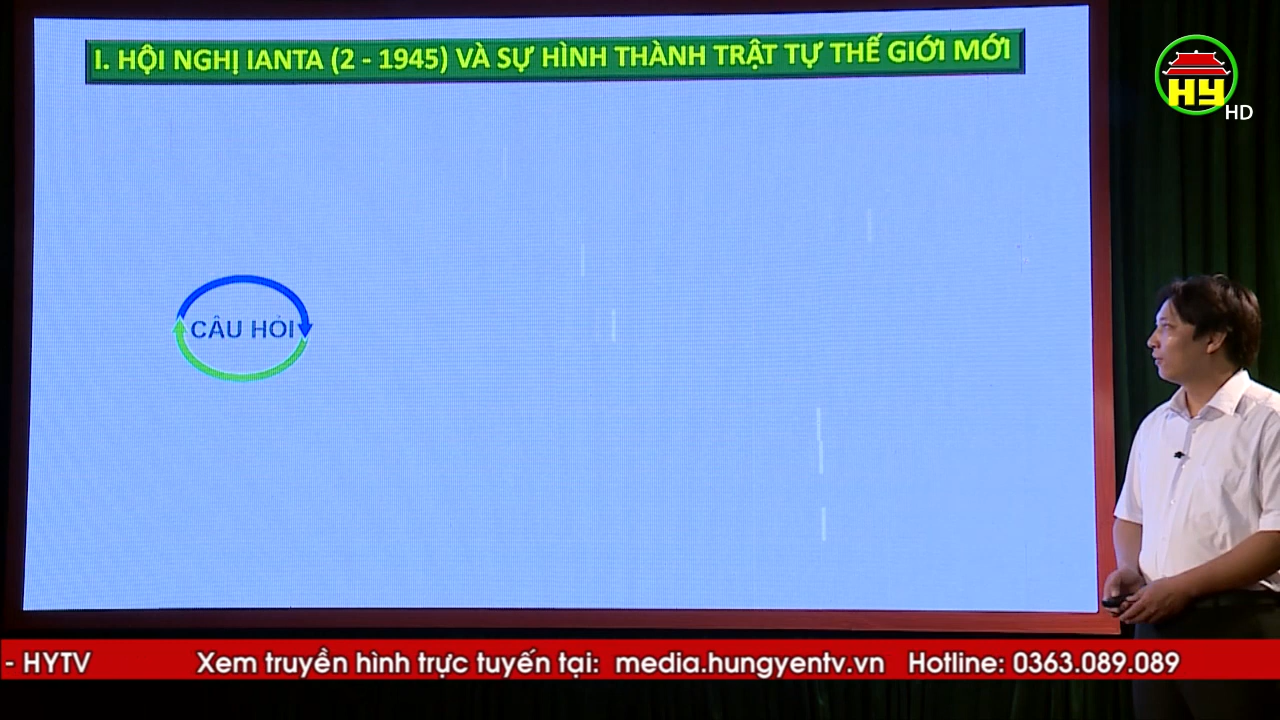 I. HỘI NGHỊ IANTA (2 - 1945) VÀ SỰ HÌNH THÀNH TRẬT TỰ THẾ GIỚI MỚI
HY
HD
CÂU HỎI
- HYTV Xem truyền hình trực tuyến tại: media.hungyentv.vn Hotline: 0363.089.089